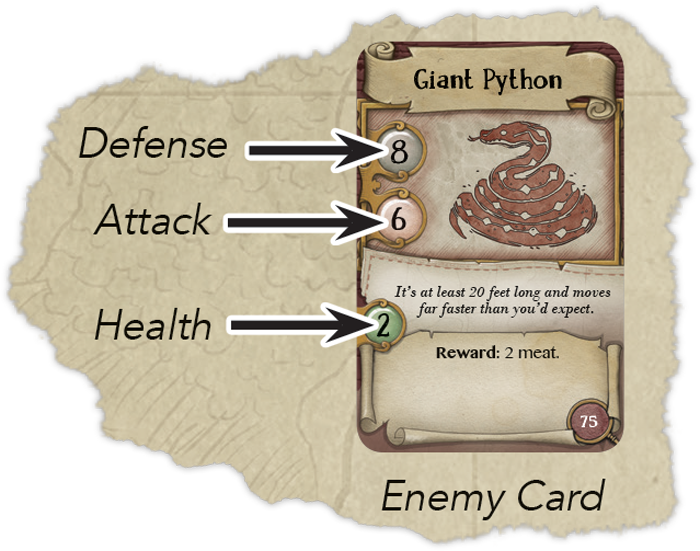 Giant Python
Defense
8
Attack
6
It's at least 20 feet long and moves
far faster than you'd expect.
Health
2
Reward: 2 meat.
75
Enemy Card